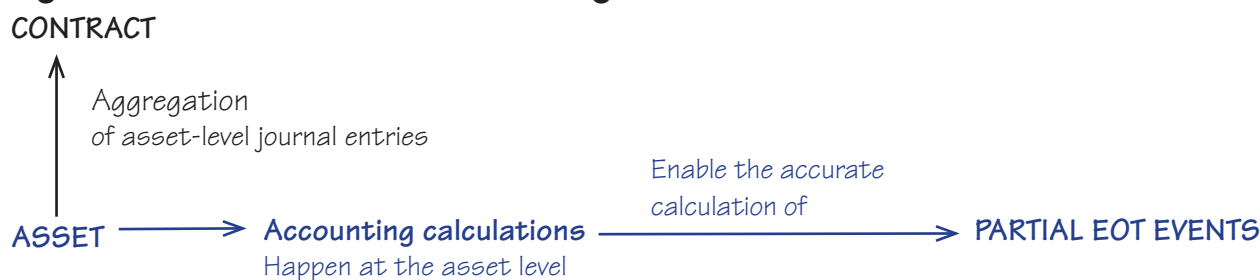 CONTRACT
Aggregation
of asset-level journal entries
Enable the accurate
calculation of
ASSET
Accounting calculations
PARTIAL EOT EVENTS
Happen at the asset level